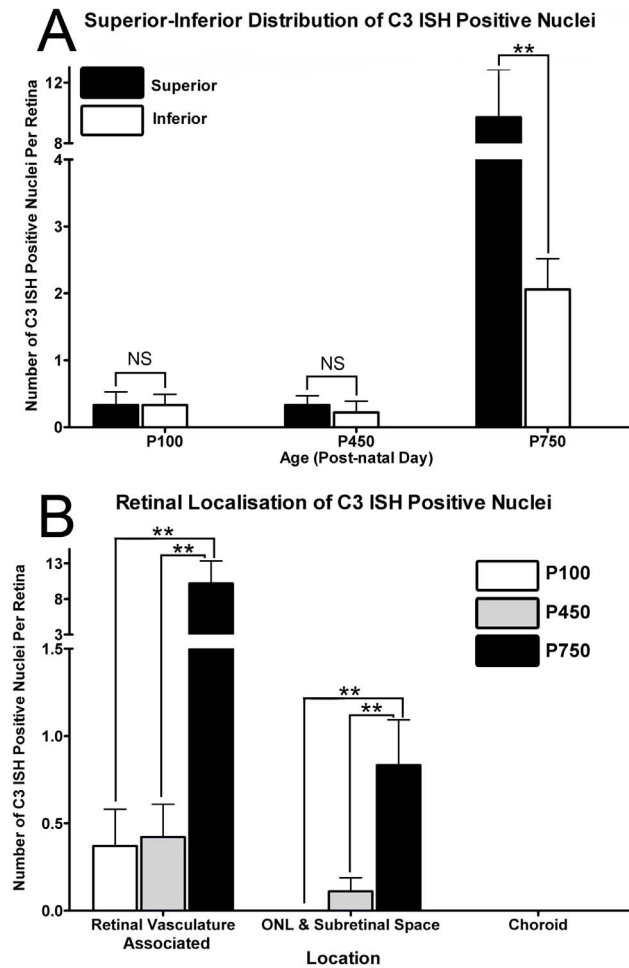 A
Superior-Inferior Distribution of C3 ISH Positive Nuclei
Number of C3 ISH Positive Nuclei Per Retina
12
8
4
3
2
1
0
Superior
Inferior
NS
NS
**
P100
P450
P750
Age (Post-natal Day)
B
Retinal Localisation of C3 ISH Positive Nuclei
Number of C3 ISH Positive Nuclei Per Retina
13
8
3
1.5
1.0
0.5
0.0
**
**
**
**
P100
P450
P750
Retinal Vasculature
Associated
ONL & Subretinal Space
Choroid
Location